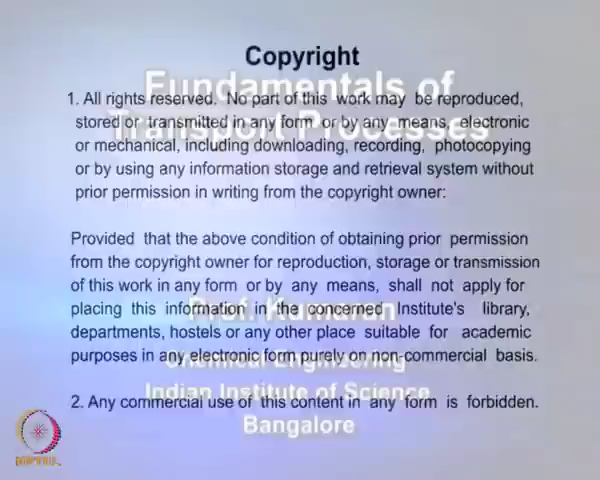 Copyright
Fundamentals of
1. All rights reserved. No part of this work may be reproduced,
Transport Processes
stored or transmitted in any form or by any means, electronic
or mechanical, including downloading, recording, photocopying
or by using any information storage and retrieval system without
prior permission in writing from the copyright owner:
Provided that the above condition of obtaining prior permission
from the copyright owner for reproduction, storage or transmission
of this work in any form or by any means, shall not apply for
placing this information in the concerned Institute's library,
Prof. Kumaran
departments, hostels or any other place suitable for academic
purposes in any electronic form purely on non-commercial basis.
Chemical Engineering
Indian Institute of Science
2. Any commercial use of this content in any form is forbidden.
Bangalore